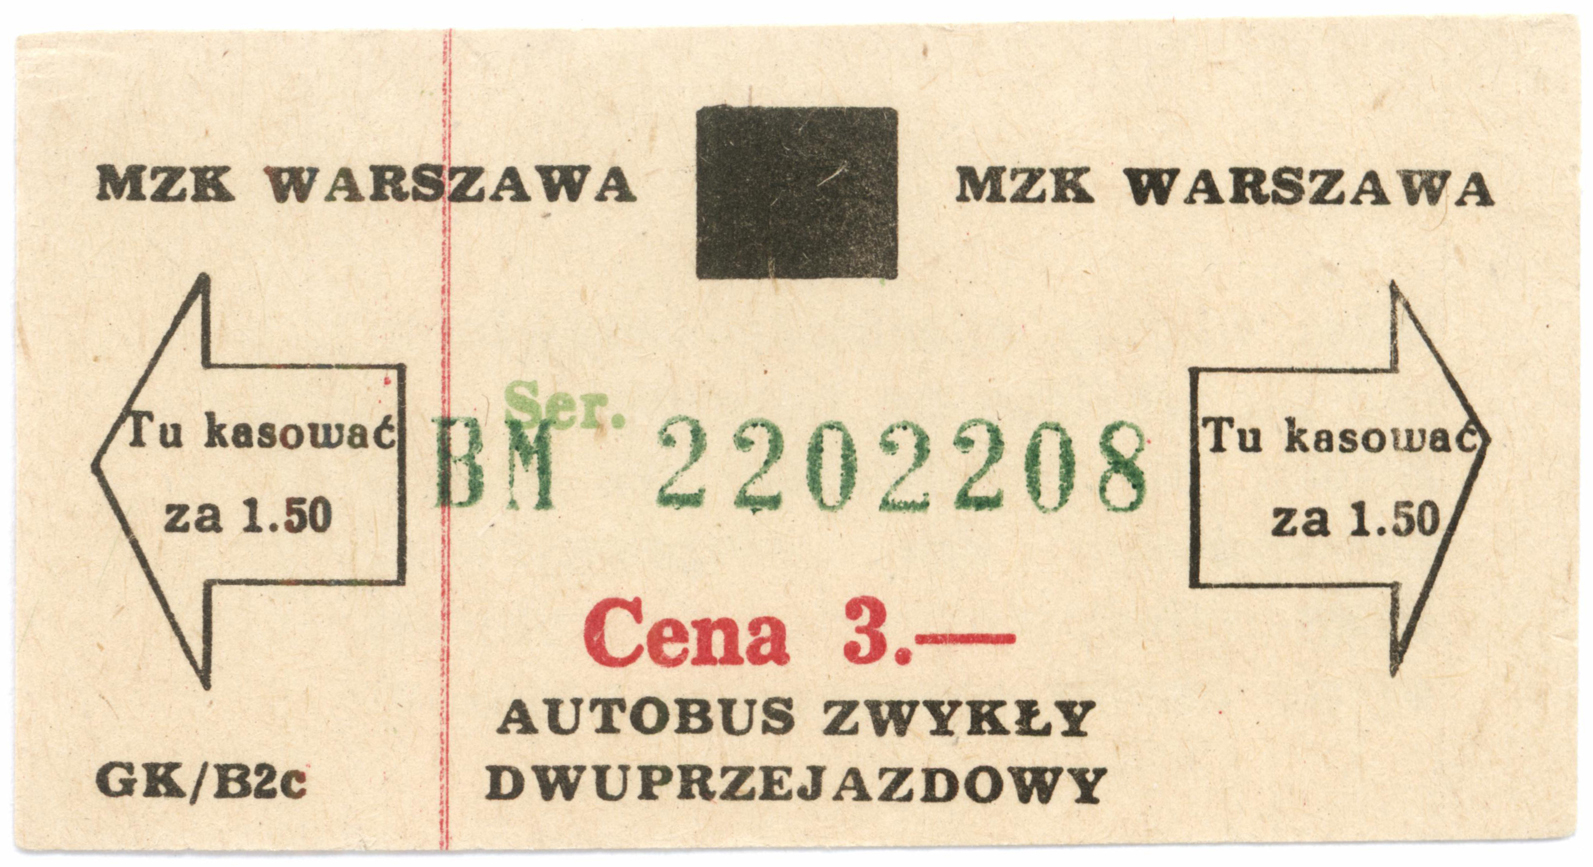 MZK WARSZAWA
MZK WARSZAWA
Tu kasować
za 1.50
Ser.
BM 2202208
Tu kasować
za 1.50
Cena 3.—
AUTOBUS ZWYKŁY
DWUPRZEJAZDOWY
GK/B2c